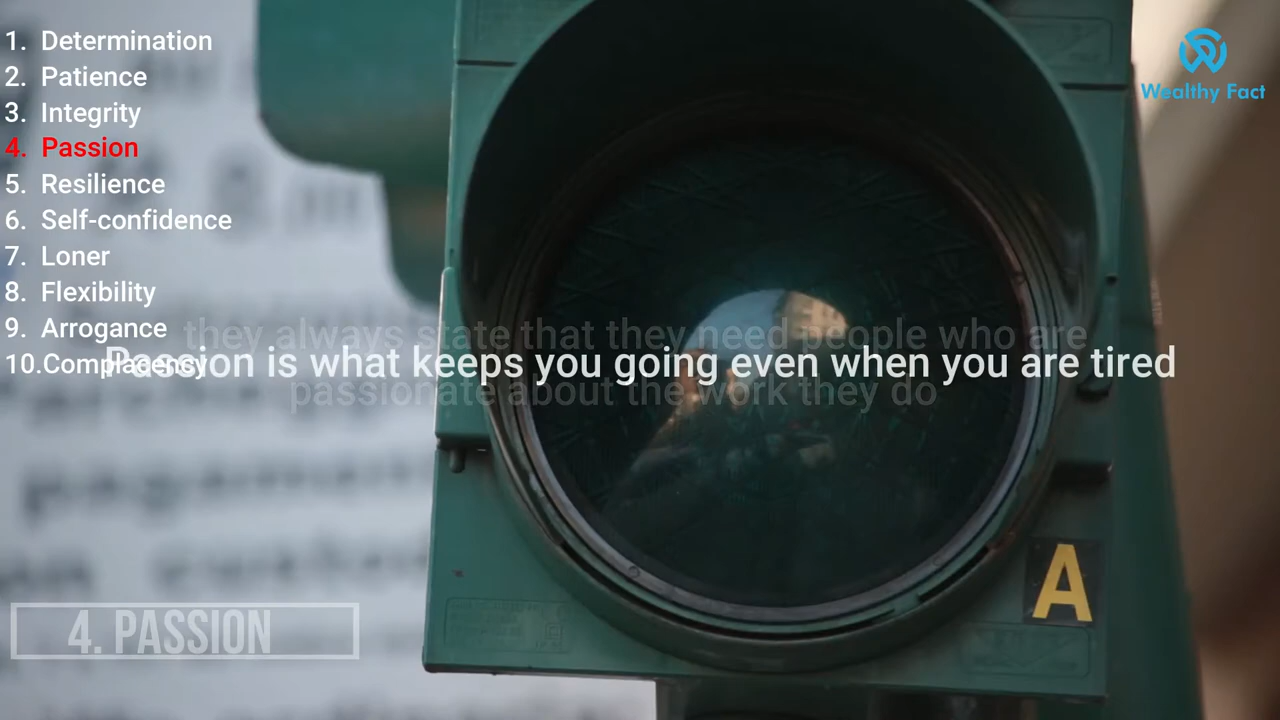 1. Determination
2. Patience
3. Integrity
4. Passion
5. Resilience
6. Self-confidence
7. Loner
8. Flexibility
9. Arrogance
10.Complacency
Wealthy Fact
they always state that they need people who are
Passion is what keeps you going even when you are tired
passionate about the work they do
A
4. PASSION